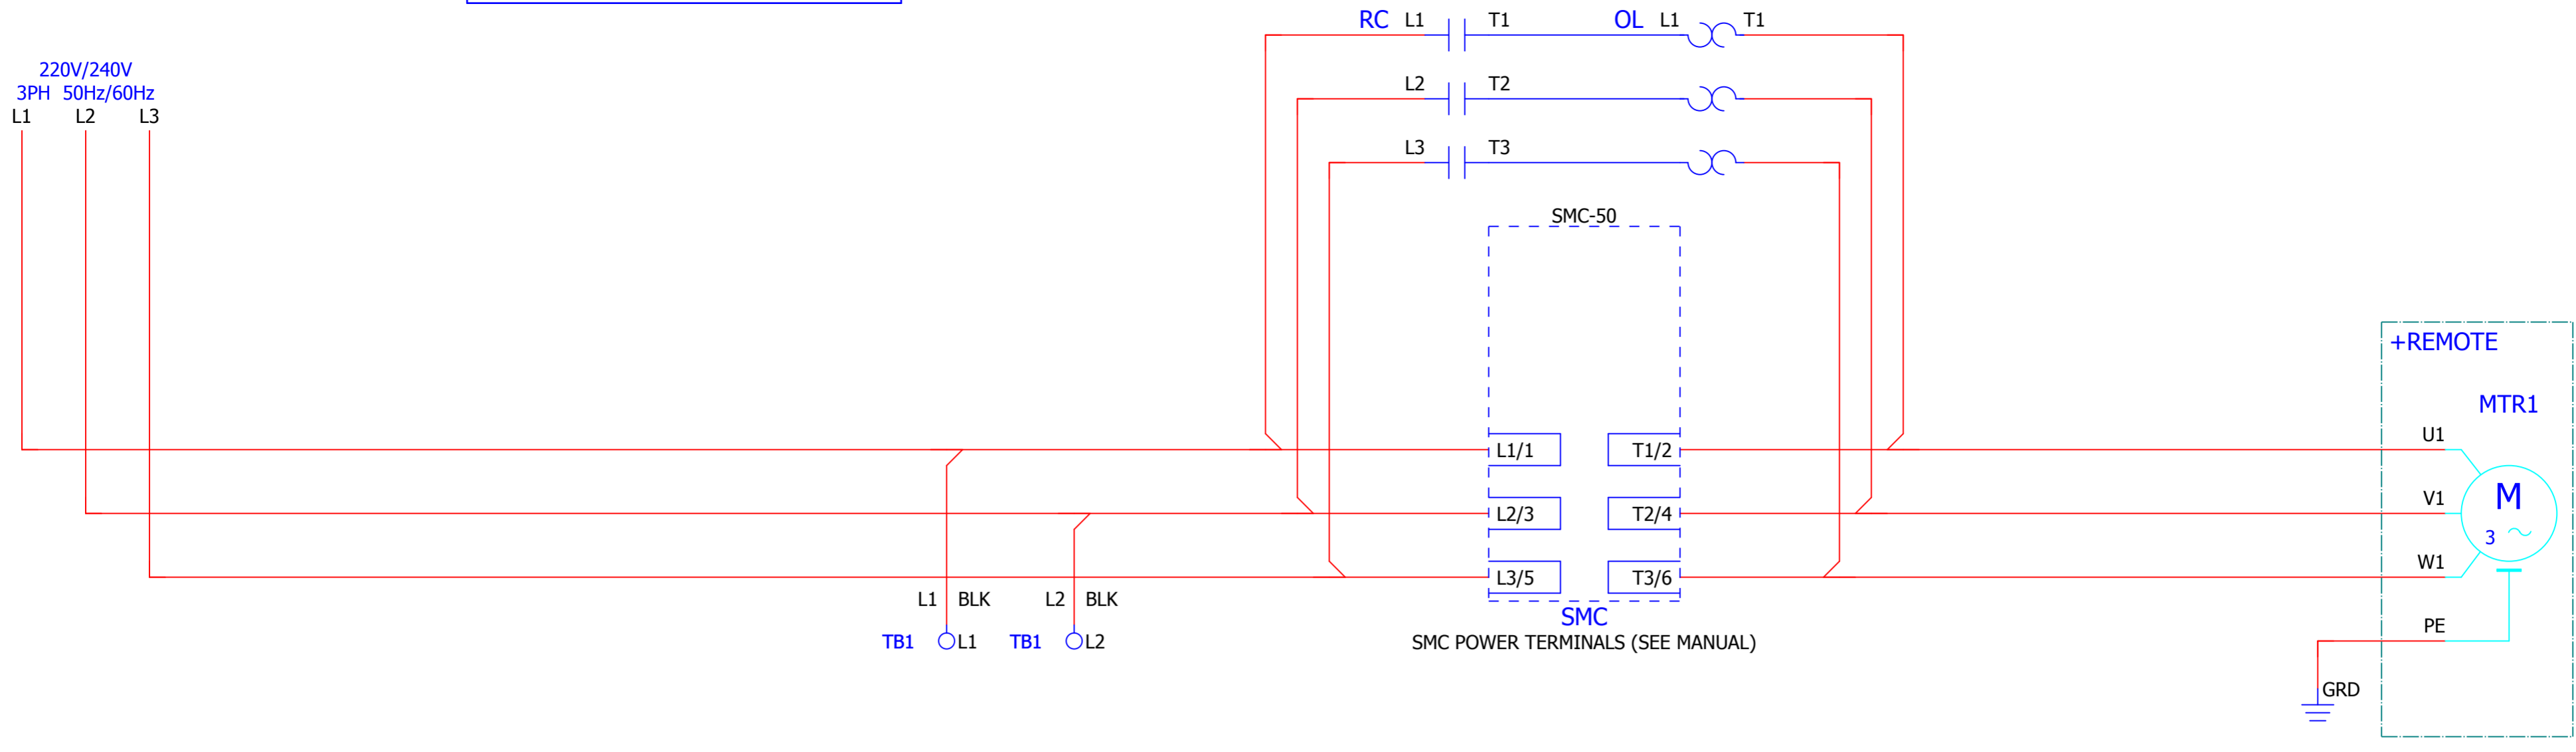 RC L1 T1 OL L1 T1
220V/240V
3PH 50Hz/60Hz
L1 L2 L3
L2 T2
L3 T3
SMC-50
+REMOTE
MTR1
U1
L1/1 T1/2
V1
M
L2/3 T2/4
3
W1
L3/5 T3/6
L1 BLK L2 BLK
SMC
PE
TB1 L1 TB1 L2
SMC POWER TERMINALS (SEE MANUAL)
GRD